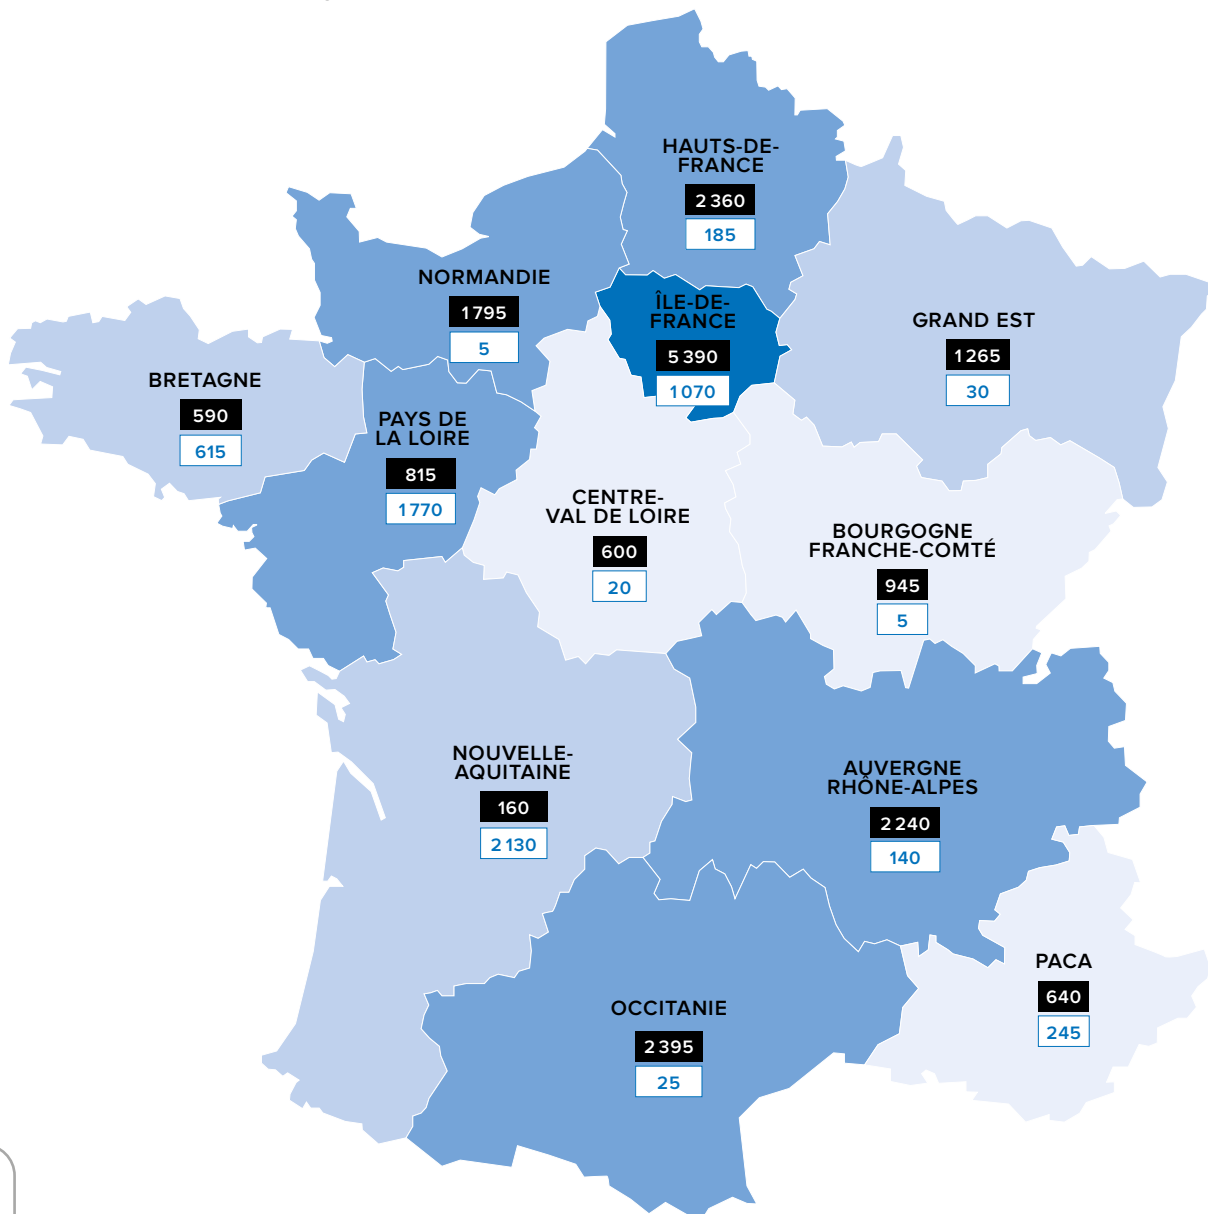 HAUTS-DE-
FRANCE
2 360
185
NORMANDIE
1 795
5
ÎLE-DE-
FRANCE
5 390
1 070
GRAND EST
1 265
30
BRETAGNE
590
615
PAYS DE
LA LOIRE
815
1 770
CENTRE-
VAL DE LOIRE
600
20
BOURGOGNE
FRANCHE-COMTÉ
945
5
NOUVELLE-
AQUITAINE
160
2 130
AUVERGNE
RHÔNE-ALPES
2 240
140
PACA
640
245
OCCITANIE
2 395
25